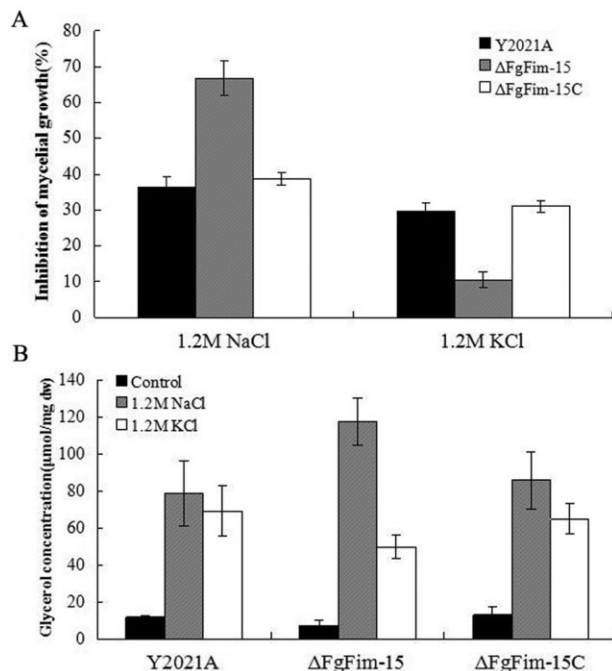 A
Inhibition of mycelial growth(%)
80
70
60
50
40
30
20
10
0
Y2021A
ΔFgFim-15
ΔFgFim-15C
1.2M NaCl
1.2M KCl
B
Glycerol concentration(μmol/mg dw)
140
120
100
80
60
40
20
0
Control
1.2M NaCl
1.2M KCl
Y2021A
ΔFgFim-15
ΔFgFim-15C